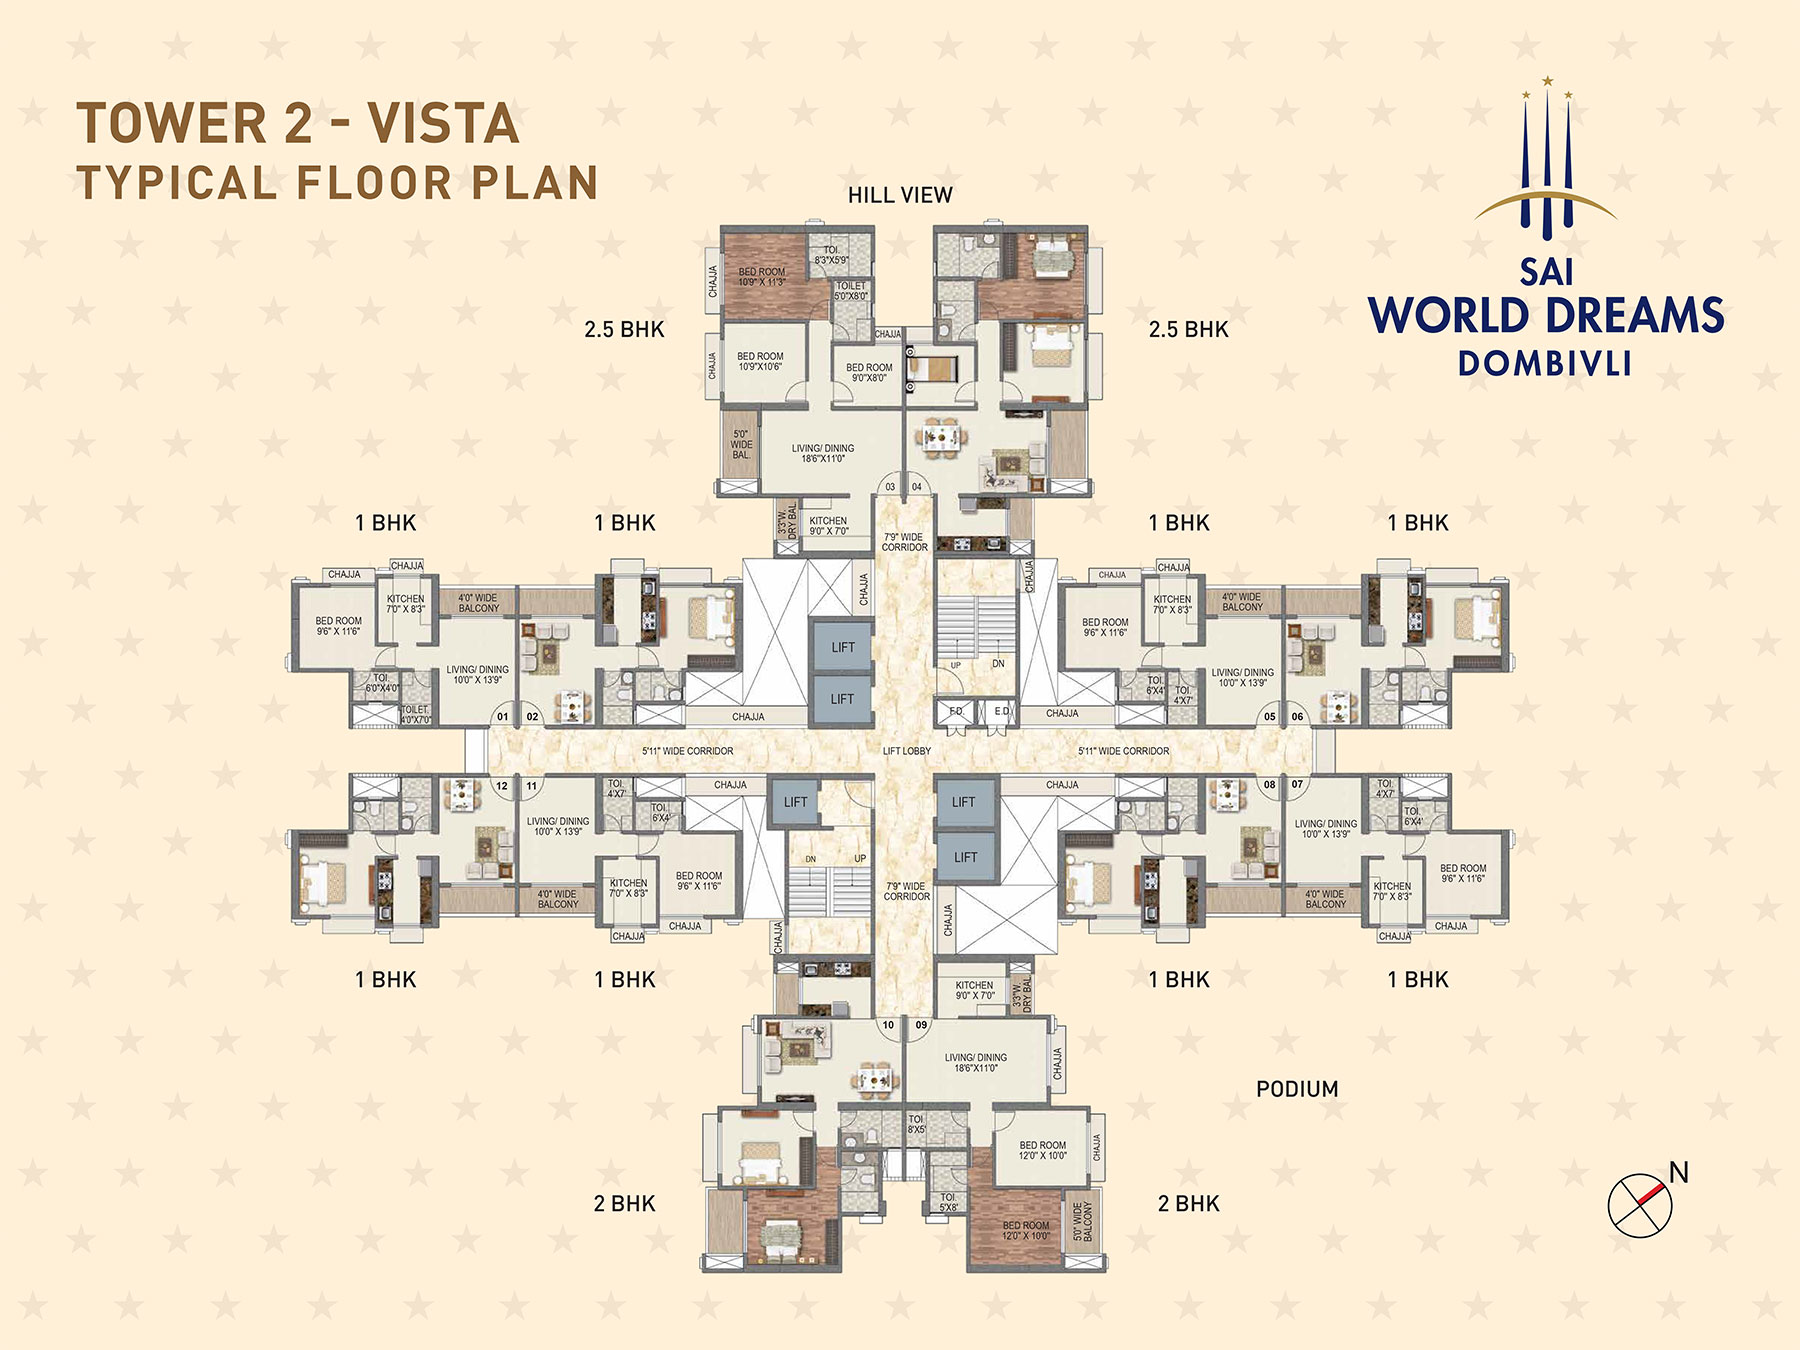 TOWER 2 - VISTA
TYPICAL FLOOR PLAN
SAI
WORLD DREAMS
DOMBIVLI
HILL VIEW
2.5 BHK
2.5 BHK
CHAJJA
BED ROOM
10'9" X 11'3"
TOI.
8'3"X5'9"
TOILET
5'0"X8'0"
CHAJJA
CHAJJA
BED ROOM
10'9"X10'6"
BED ROOM
9'0"X8'0"
5'0"
WIDE
BAL.
LIVING/ DINING
18'6"X11'0"
03
04
3'3"W.
DRY BAL
KITCHEN
9'0" X 7'0"
7'9" WIDE
CORRIDOR
1 BHK
1 BHK
1 BHK
1 BHK
CHAJJA
CHAJJA
BED ROOM
9'6" X 11'6"
KITCHEN
7'0" X 8'3"
4'0" WIDE
BALCONY
LIVING/ DINING
10'0" X 13'9"
TOI.
6'0"X4'0"
TOILET.
4'0"X7'0"
01
02
CHAJJA
CHAJJA
LIFT
LIFT
CHAJJA
UP
DN
F.D.
E.D.
CHAJJA
CHAJJA
CHAJJA
BED ROOM
9'6" X 11'6"
KITCHEN
7'0" X 8'3"
4'0" WIDE
BALCONY
LIVING/ DINING
10'0" X 13'9"
TOI.
6'X4'
TOI.
4'X7'
05
06
5'11" WIDE CORRIDOR
LIFT LOBBY
5'11" WIDE CORRIDOR
12
11
TOI.
4'X7'
TOI.
6'X4'
LIVING/ DINING
10'0" X 13'9"
KITCHEN
7'0" X 8'3"
BED ROOM
9'6" X 11'6"
4'0" WIDE
BALCONY
CHAJJA
CHAJJA
CHAJJA
LIFT
DN
UP
CHAJJA
7'9" WIDE
CORRIDOR
LIFT
LIFT
CHAJJA
CHAJJA
08
07
TOI.
4'X7'
TOI.
6'X4'
LIVING/ DINING
10'0" X 13'9"
KITCHEN
7'0" X 8'3"
BED ROOM
9'6" X 11'6"
4'0" WIDE
BALCONY
CHAJJA
CHAJJA
1 BHK
1 BHK
1 BHK
1 BHK
KITCHEN
9'0" X 7'0"
3'3"W.
DRY BAL
10
09
LIVING/ DINING
18'6"X11'0"
CHAJJA
PODIUM
TOI
8'X5'
BED ROOM
12'0" X 10'0"
CHAJJA
TOI.
5'X8'
BED ROOM
12'0" X 10'0"
5'0" WIDE
BALCONY
2 BHK
2 BHK
N